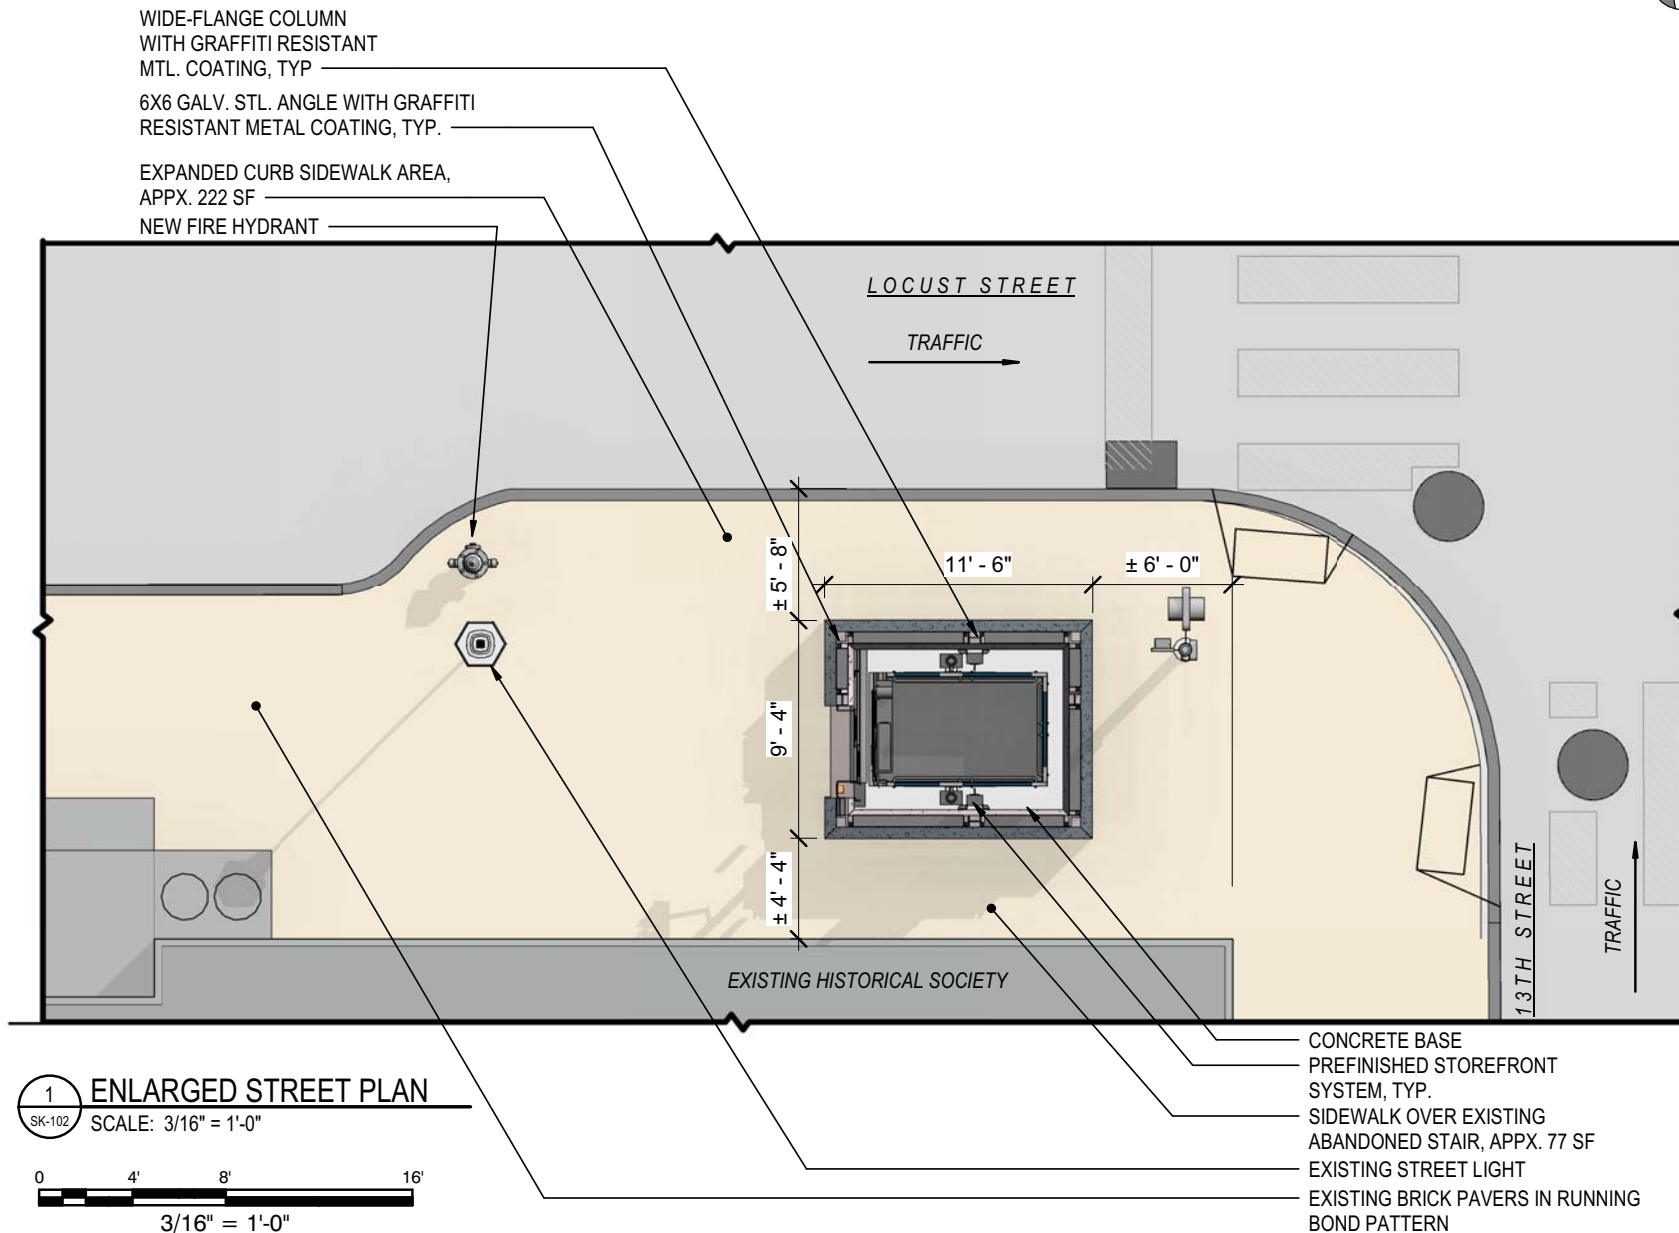 WIDE-FLANGE COLUMN
WITH GRAFFITI RESISTANT
MTL. COATING, TYP
6X6 GALV. STL. ANGLE WITH GRAFFITI
RESISTANT METAL COATING, TYP.
EXPANDED CURB SIDEWALK AREA,
APPX. 222 SF
NEW FIRE HYDRANT
LOCUST STREET
TRAFFIC
± 5' - 8"
11' - 6"
± 6' - 0"
9' - 4"
± 4' - 4"
13TH STREET
TRAFFIC
EXISTING HISTORICAL SOCIETY
CONCRETE BASE
PREFINISHED STOREFRONT
SYSTEM, TYP.
SIDEWALK OVER EXISTING
ABANDONED STAIR, APPX. 77 SF
EXISTING STREET LIGHT
EXISTING BRICK PAVERS IN RUNNING
BOND PATTERN
1
SK-102
ENLARGED STREET PLAN
SCALE: 3/16" = 1'-0"
0 4' 8' 16'
3/16" = 1'-0"